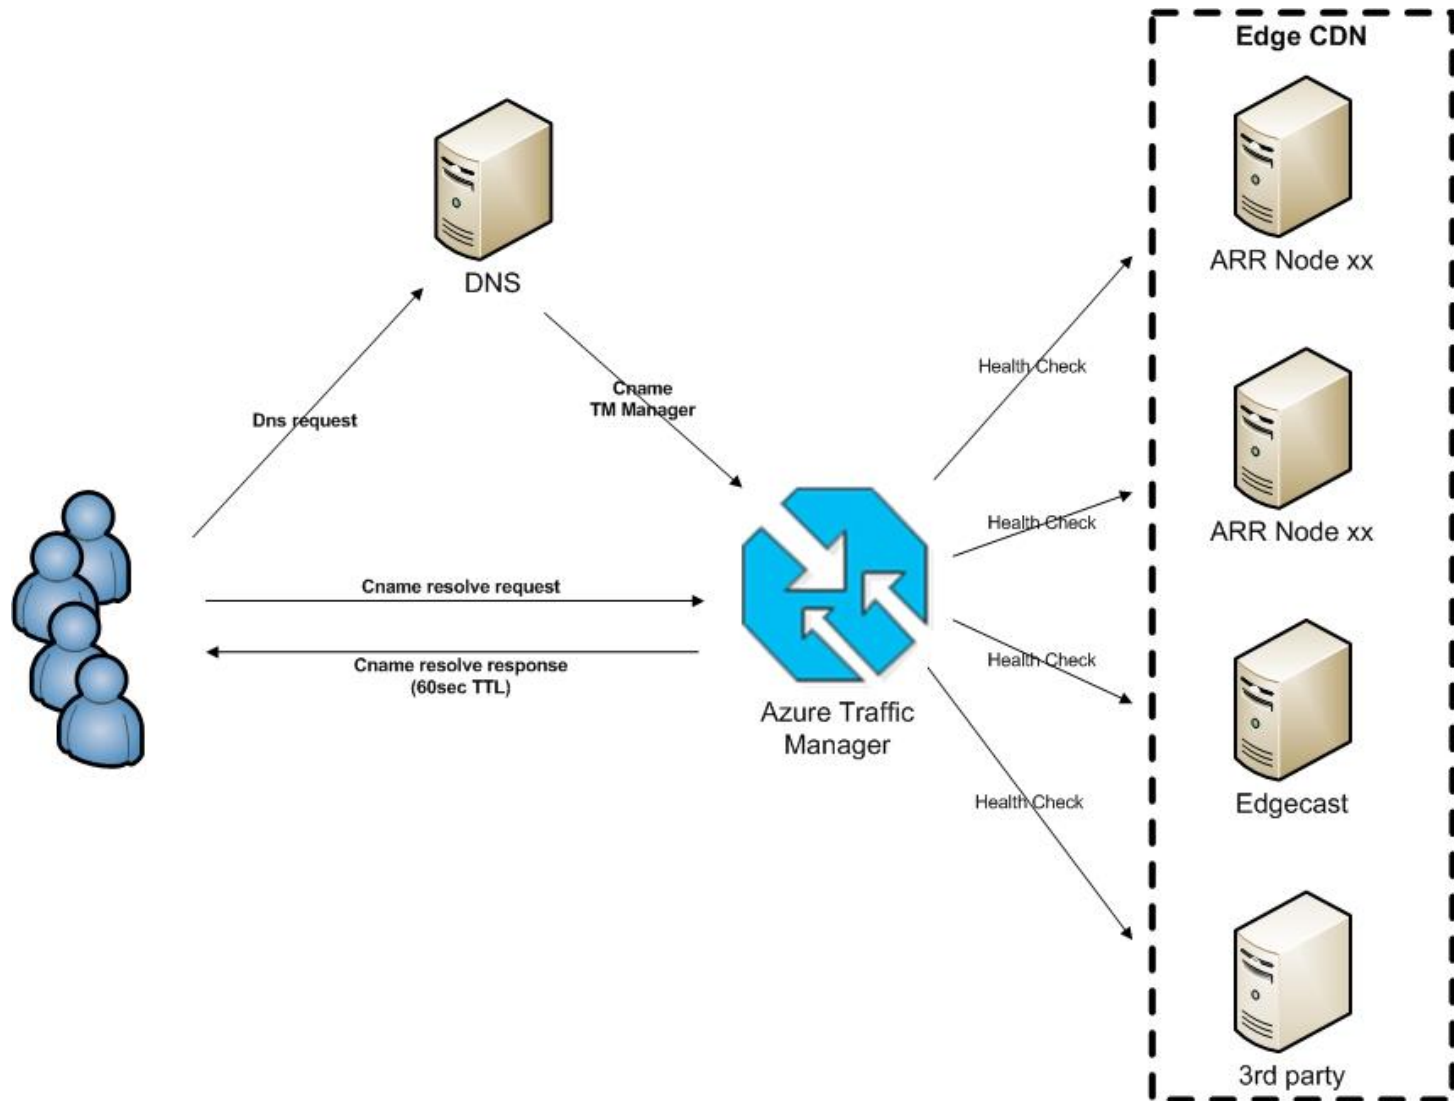 Edge CDN
ARR Node xx
DNS
Health Check
Cname
TM Manager
Dns request
Health Check
ARR Node xx
Cname resolve request
Cname resolve response
(60sec TTL)
Health Check
Azure Traffic
Manager
Health Check
Edgecast
3rd party